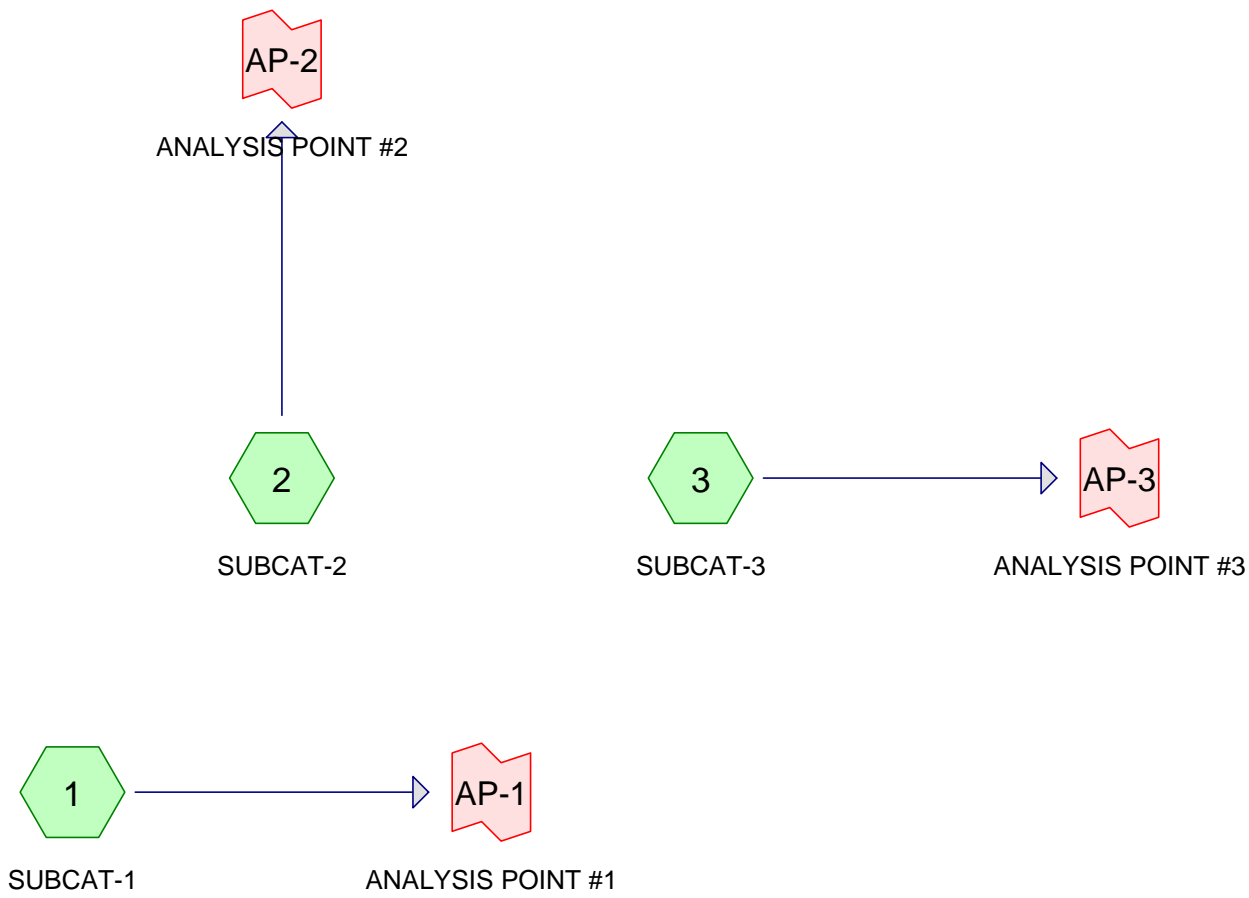 AP-2
ANALYSIS POINT #2
2
SUBCAT-2
3
SUBCAT-3
AP-3
ANALYSIS POINT #3
1
SUBCAT-1
AP-1
ANALYSIS POINT #1